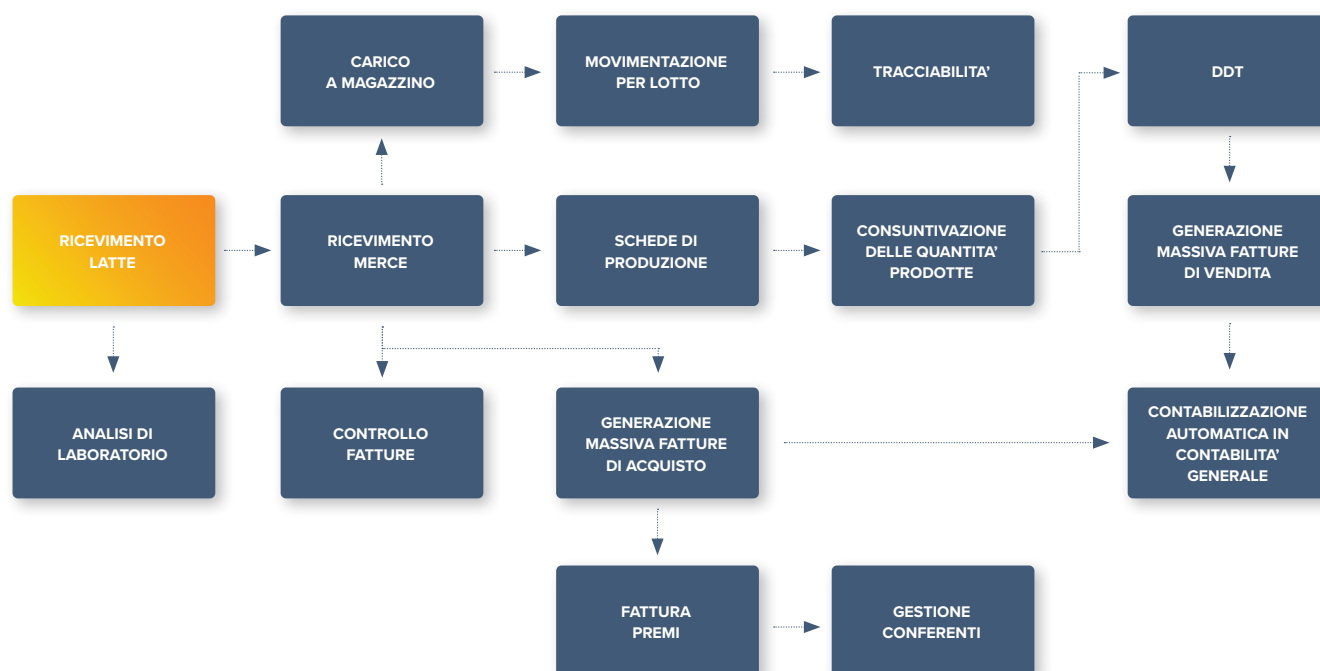 CARICO
A MAGAZZINO
MOVIMENTAZIONE
PER LOTTO
TRACCIABILITA’
DDT
RICEVIMENTO
LATTE
RICEVIMENTO
MERCE
SCHEDE DI
PRODUZIONE
CONSUNTIVAZIONE
DELLE QUANTITA’
PRODOTTE
GENERAZIONE
MASSIVA FATTURE
DI VENDITA
ANALISI DI
LABORATORIO
CONTROLLO
FATTURE
GENERAZIONE
MASSIVA FATTURE
DI ACQUISTO
CONTABILIZZAZIONE
AUTOMATICA IN
CONTABILITA’
GENERALE
FATTURA
PREMI
GESTIONE
CONFERENTI